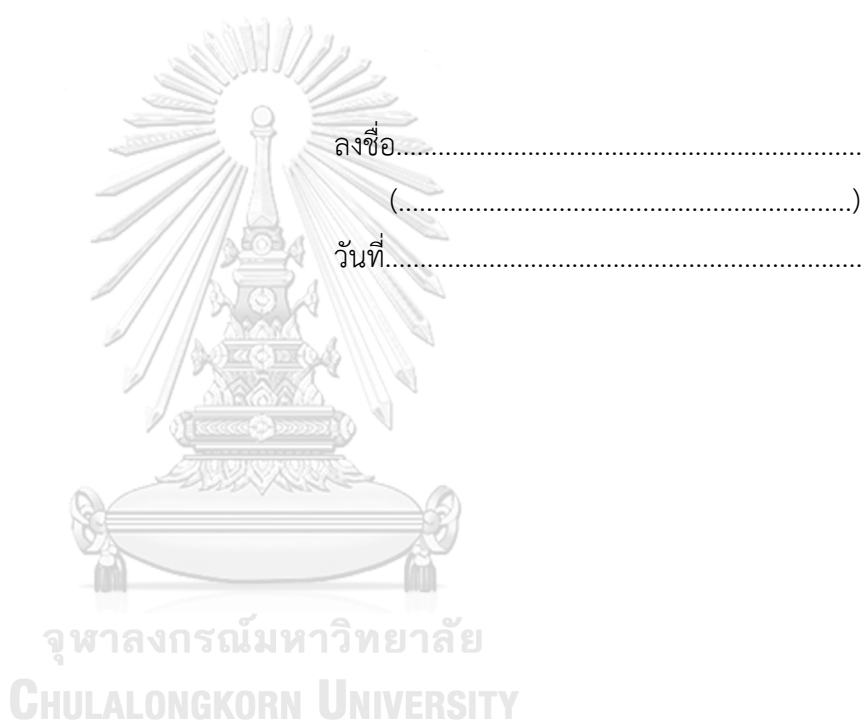 ลงชื่อ..................................................................
(................................................................)
วันที่....................................................................
จุฬาลงกรณ์มหาวิทยาลัย
CHULALONGKORN UNIVERSITY